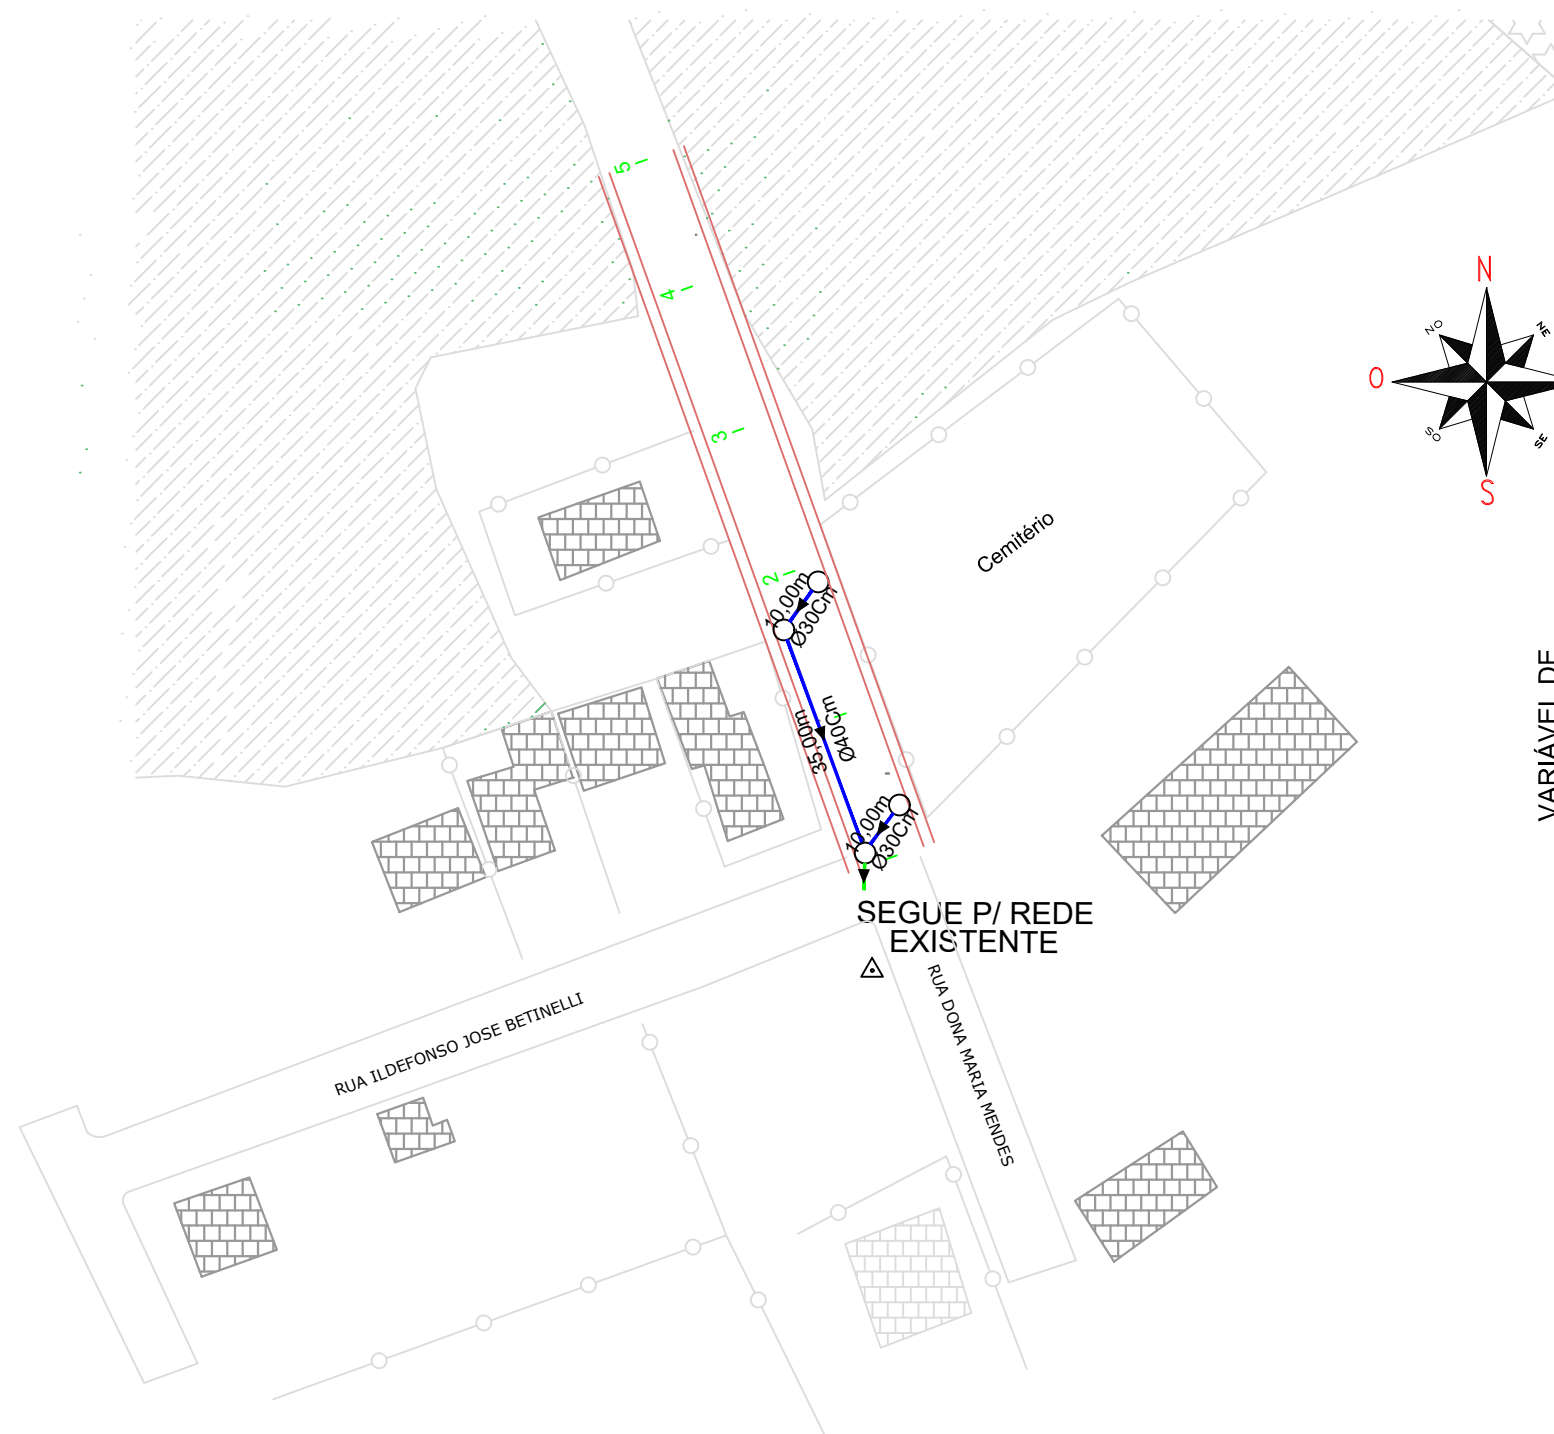 5
N
NO
NE
4
O
SO
SE
3
S
Cemitério
2
10,00m
Ø30Cm
VARIÁVEL DE
35,00m
Ø40Cm
10,00m
Ø30Cm
SEGUE P/ REDE
EXISTENTE
RUA ILDEFONSO JOSE BETINELLI
RUA DONA MARIA MENDES